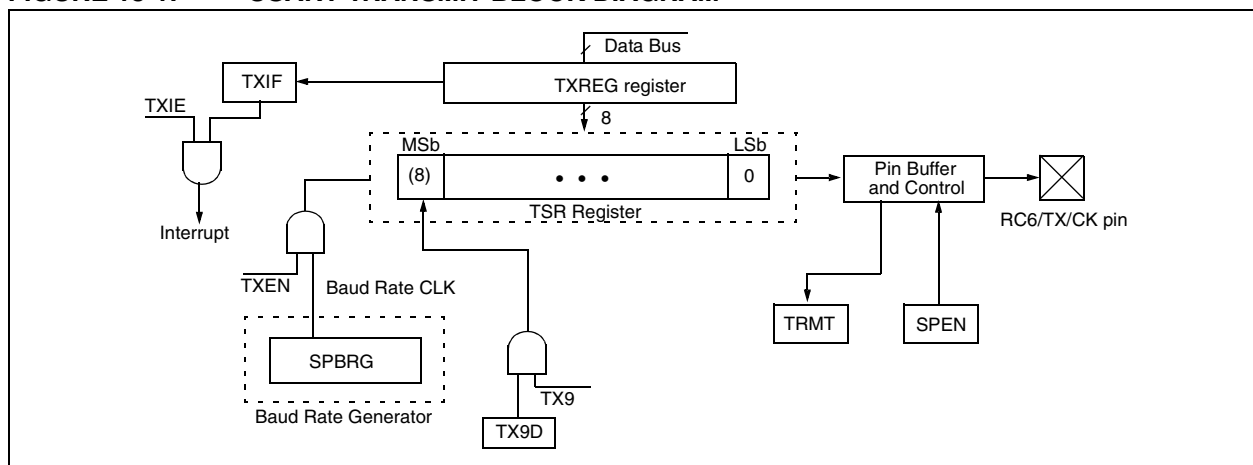 Data Bus
TXIF
TXREG register
TXIE
8
MSb
LSb
(8)
• • •
0
Pin Buffer
and Control
TSR Register
Interrupt
RC6/TX/CK pin
TXEN
Baud Rate CLK
TRMT
SPEN
SPBRG
TX9
Baud Rate Generator
TX9D